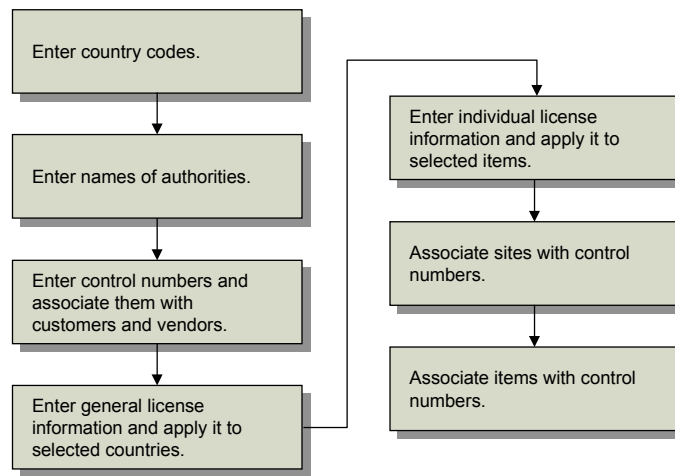 Enter country codes.
Enter names of authorities.
Enter control numbers and
associate them with
customers and vendors.
Enter general license
information and apply it to
selected countries.
Enter individual license
information and apply it to
selected items.
Associate sites with control
numbers.
Associate items with control
numbers.